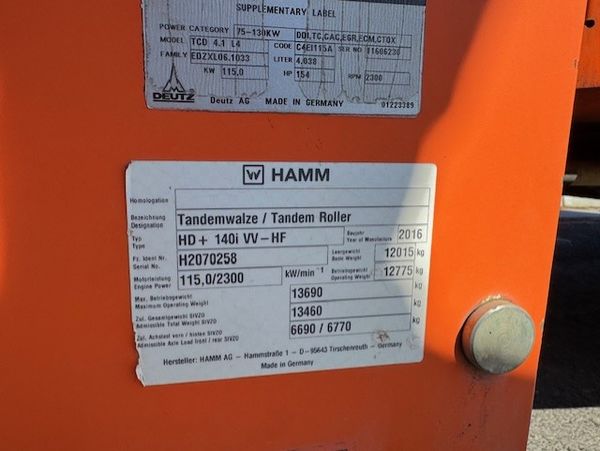 SUPPLEMENTARY LABEL
POWER CATEGORY 75-130KW DDI,TC,CAC,EGR,ECM,CTOX
MODEL TCD 4.1 L4 CODE C4EI115A SER NO 11606230
FAMILY EDZXL06.1033 LITER 4,038
KW 115,0 HP 154 RPM 2300
DEUTZ Deutz AG MADE IN GERMANY 01223389
HAMM
Homologation
Bezeichnung Designation Tandemwalze / Tandem Roller
Typ Type HD+ 140i VV-HF Baujahr Year of Manufacture 2016
Fz. Ident Nr. Serial No. H2070258 Leergewicht Basic Weight 12015 kg
Motorleistung Engine Power 115,0/2300 kW/min⁻¹ Betriebsgewicht Operating Weight 12775 kg
Max. Betriebsgewicht Maximum Operating Weight 13690 kg
Zul. Gesamtgewicht StVZO Admissible Total Weight StVZO 13460 kg
Zul. Achslast vorn / hinten StVZO Admissible Axle Load front / rear StVZO 6690 / 6770 kg
Hersteller: HAMM AG - Hammstraße 1 - D-95643 Tirschenreuth - Germany
Made in Germany